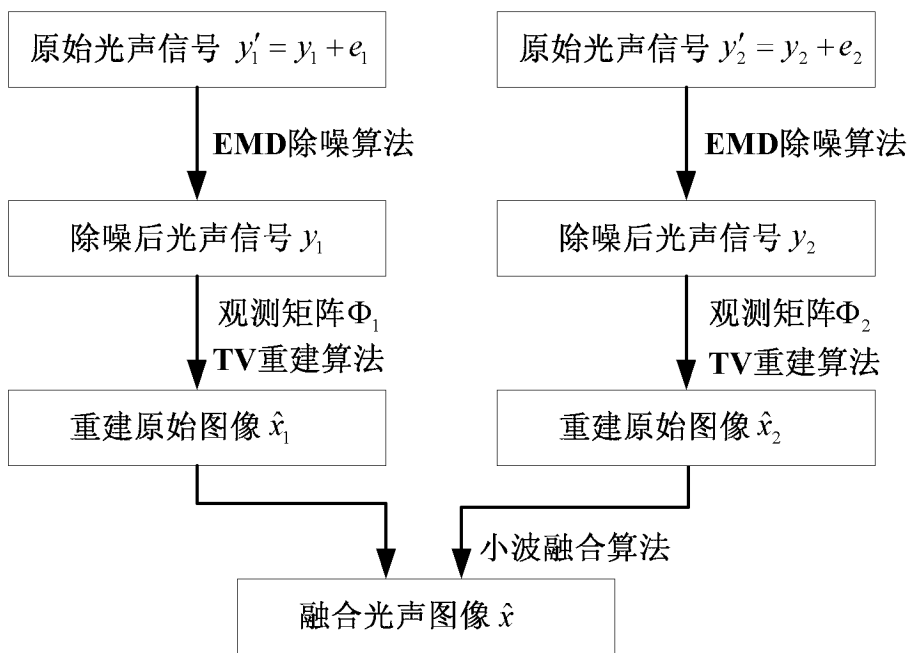 原始光声信号 y₁′ = y₁ + e₁
原始光声信号 y₂′ = y₂ + e₂
EMD除噪算法
EMD除噪算法
除噪后光声信号 y₁
除噪后光声信号 y₂
观测矩阵Φ₁
TV重建算法
观测矩阵Φ₂
TV重建算法
重建原始图像 x̂₁
重建原始图像 x̂₂
小波融合算法
融合光声图像 x̂